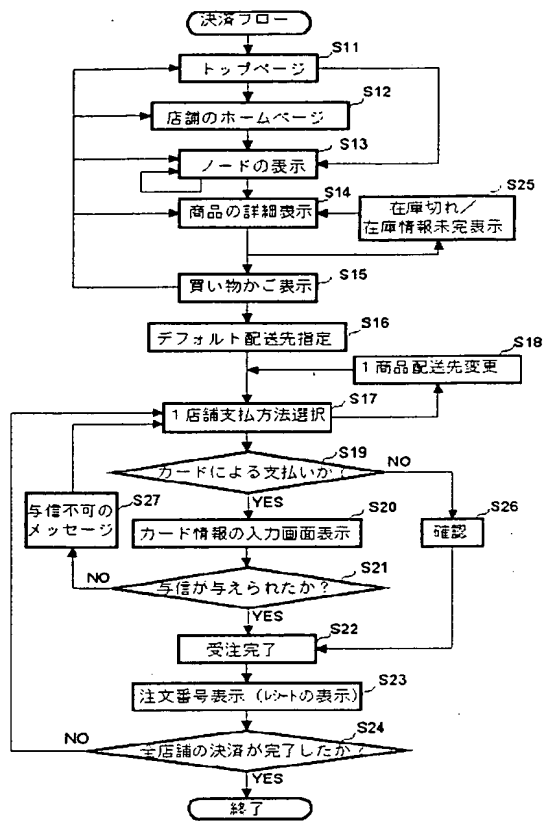 決済フロー
S11
トップページ
S12
店舗のホームページ
S13
ノードの表示
S14
商品の詳細表示
S25
在庫切れ／
在庫情報未完表示
S15
買い物かご表示
S16
デフォルト配送先指定
S18
1商品配送先変更
S17
1店舗支払方法選択
S19
カードによる支払いか？
NO
YES
S27
与信不可の
メッセージ
S20
カード情報の入力画面表示
S26
確認
S21
与信が与えられたか？
NO
YES
S22
受注完了
S23
注文番号表示（レシートの表示）
S24
全店舗の決済が完了したか？
NO
YES
終了